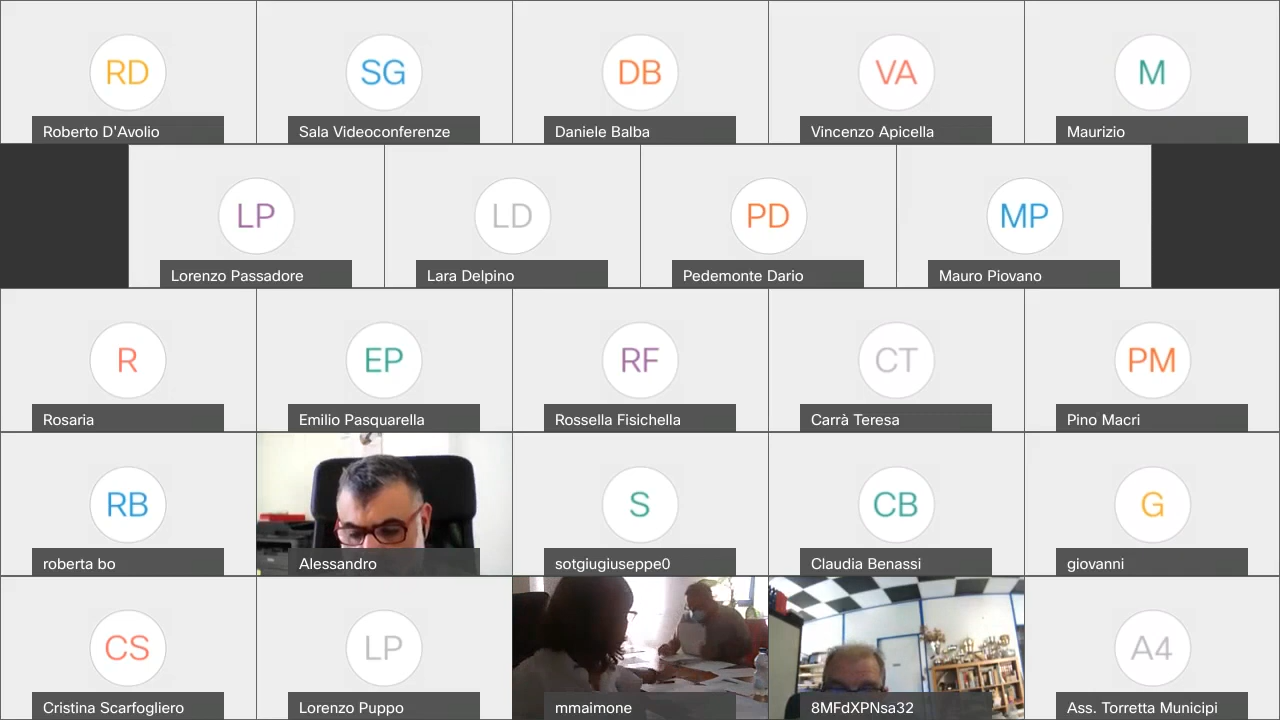 RD
Roberto D'Avolio
SG
Sala Videoconferenze
DB
Daniele Balba
VA
Vincenzo Apicella
M
Maurizio
LP
Lorenzo Passadore
LD
Lara Delpino
PD
Pedemonte Dario
MP
Mauro Piovano
R
Rosaria
EP
Emilio Pasquarella
RF
Rossella Fisichella
CT
Carrà Teresa
PM
Pino Macri
RB
roberta bo
Alessandro
S
sotgiugiuseppe0
CB
Claudia Benassi
G
giovanni
CS
Cristina Scarfogliero
LP
Lorenzo Puppo
mmaimone
8MFdXPNsa32
A4
Ass. Torretta Municipi